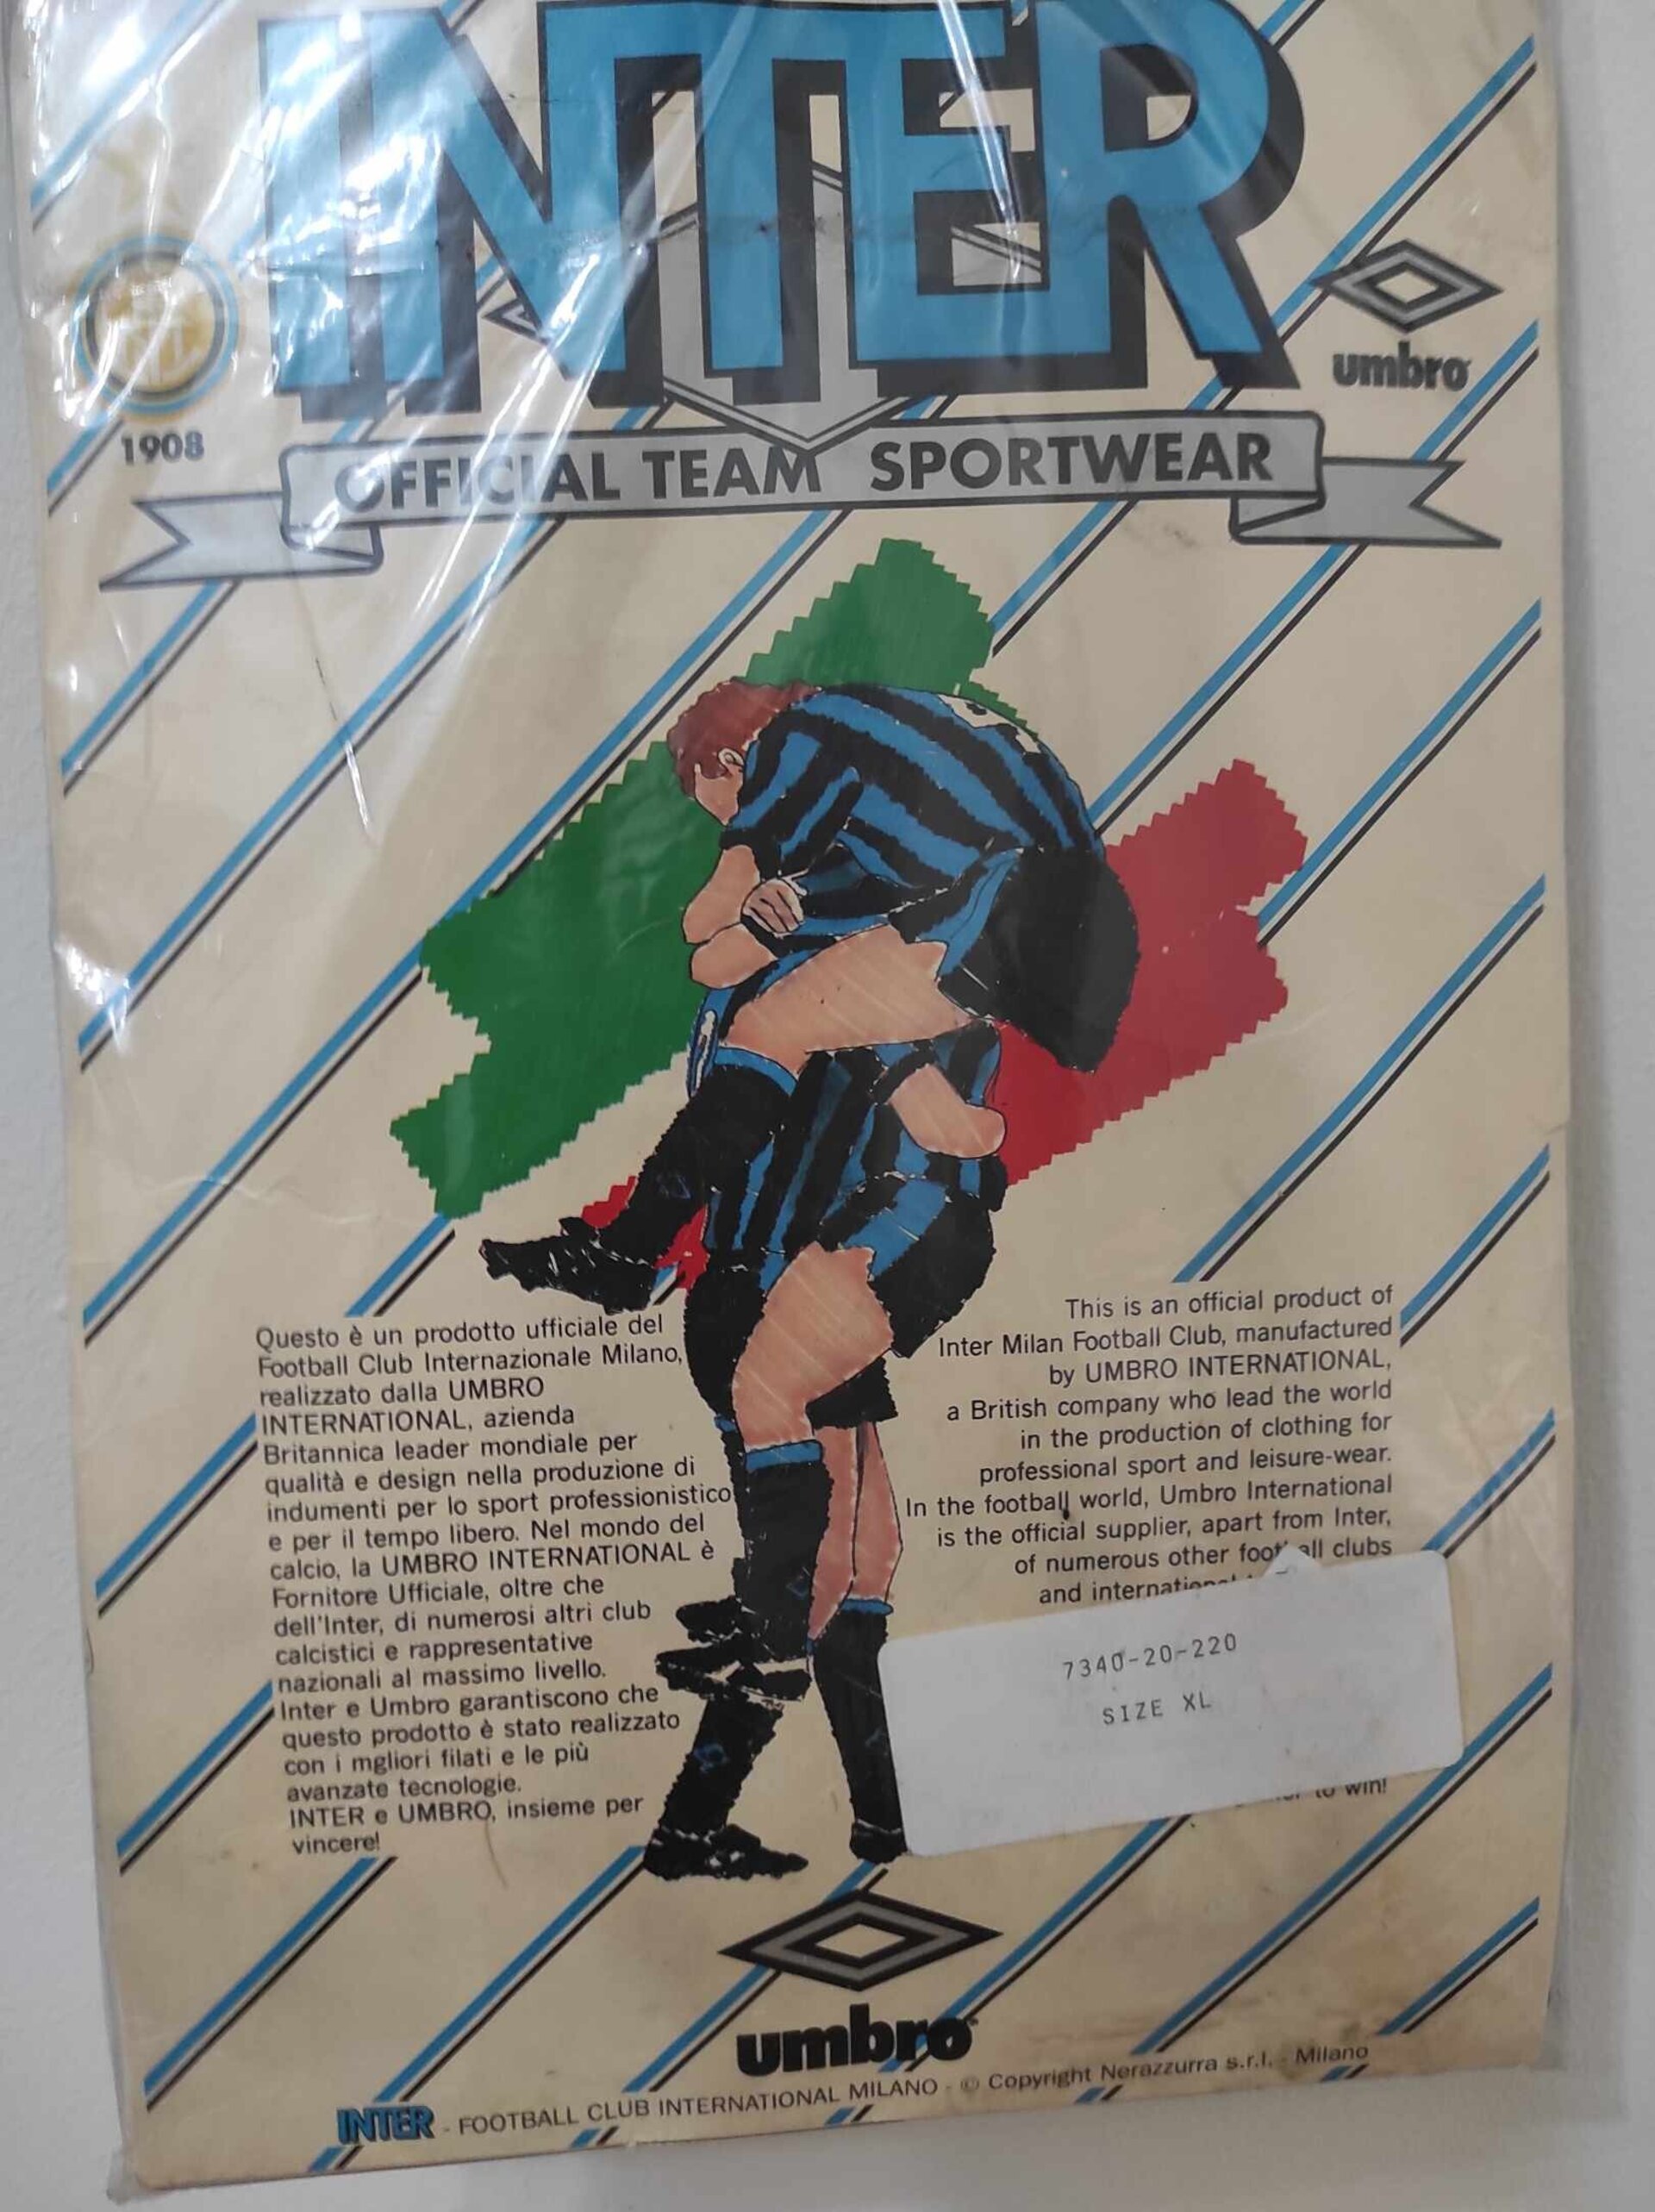 INTER
umbro
1908
OFFICIAL TEAM SPORTWEAR
Questo è un prodotto ufficiale del
Football Club Internazionale Milano,
realizzato dalla UMBRO
INTERNATIONAL, azienda
Britannica leader mondiale per
qualità e design nella produzione di
indumenti per lo sport professionistico
e per il tempo libero. Nel mondo del
calcio, la UMBRO INTERNATIONAL è
Fornitore Ufficiale, oltre che
dell'Inter, di numerosi altri club
calcistici e rappresentative
nazionali al massimo livello.
Inter e Umbro garantiscono che
questo prodotto è stato realizzato
con i mgliori filati e le più
avanzate tecnologie.
INTER e UMBRO, insieme per
vincere!
This is an official product of
Inter Milan Football Club, manufactured
by UMBRO INTERNATIONAL,
a British company who lead the world
in the production of clothing for
professional sport and leisure-wear.
In the football world, Umbro International
is the official supplier, apart from Inter,
of numerous other football clubs
and international
7340-20-220
SIZE XL
to win!
umbro
INTER - FOOTBALL CLUB INTERNATIONAL MILANO - © Copyright Nerazzurra s.r.l. - Milano